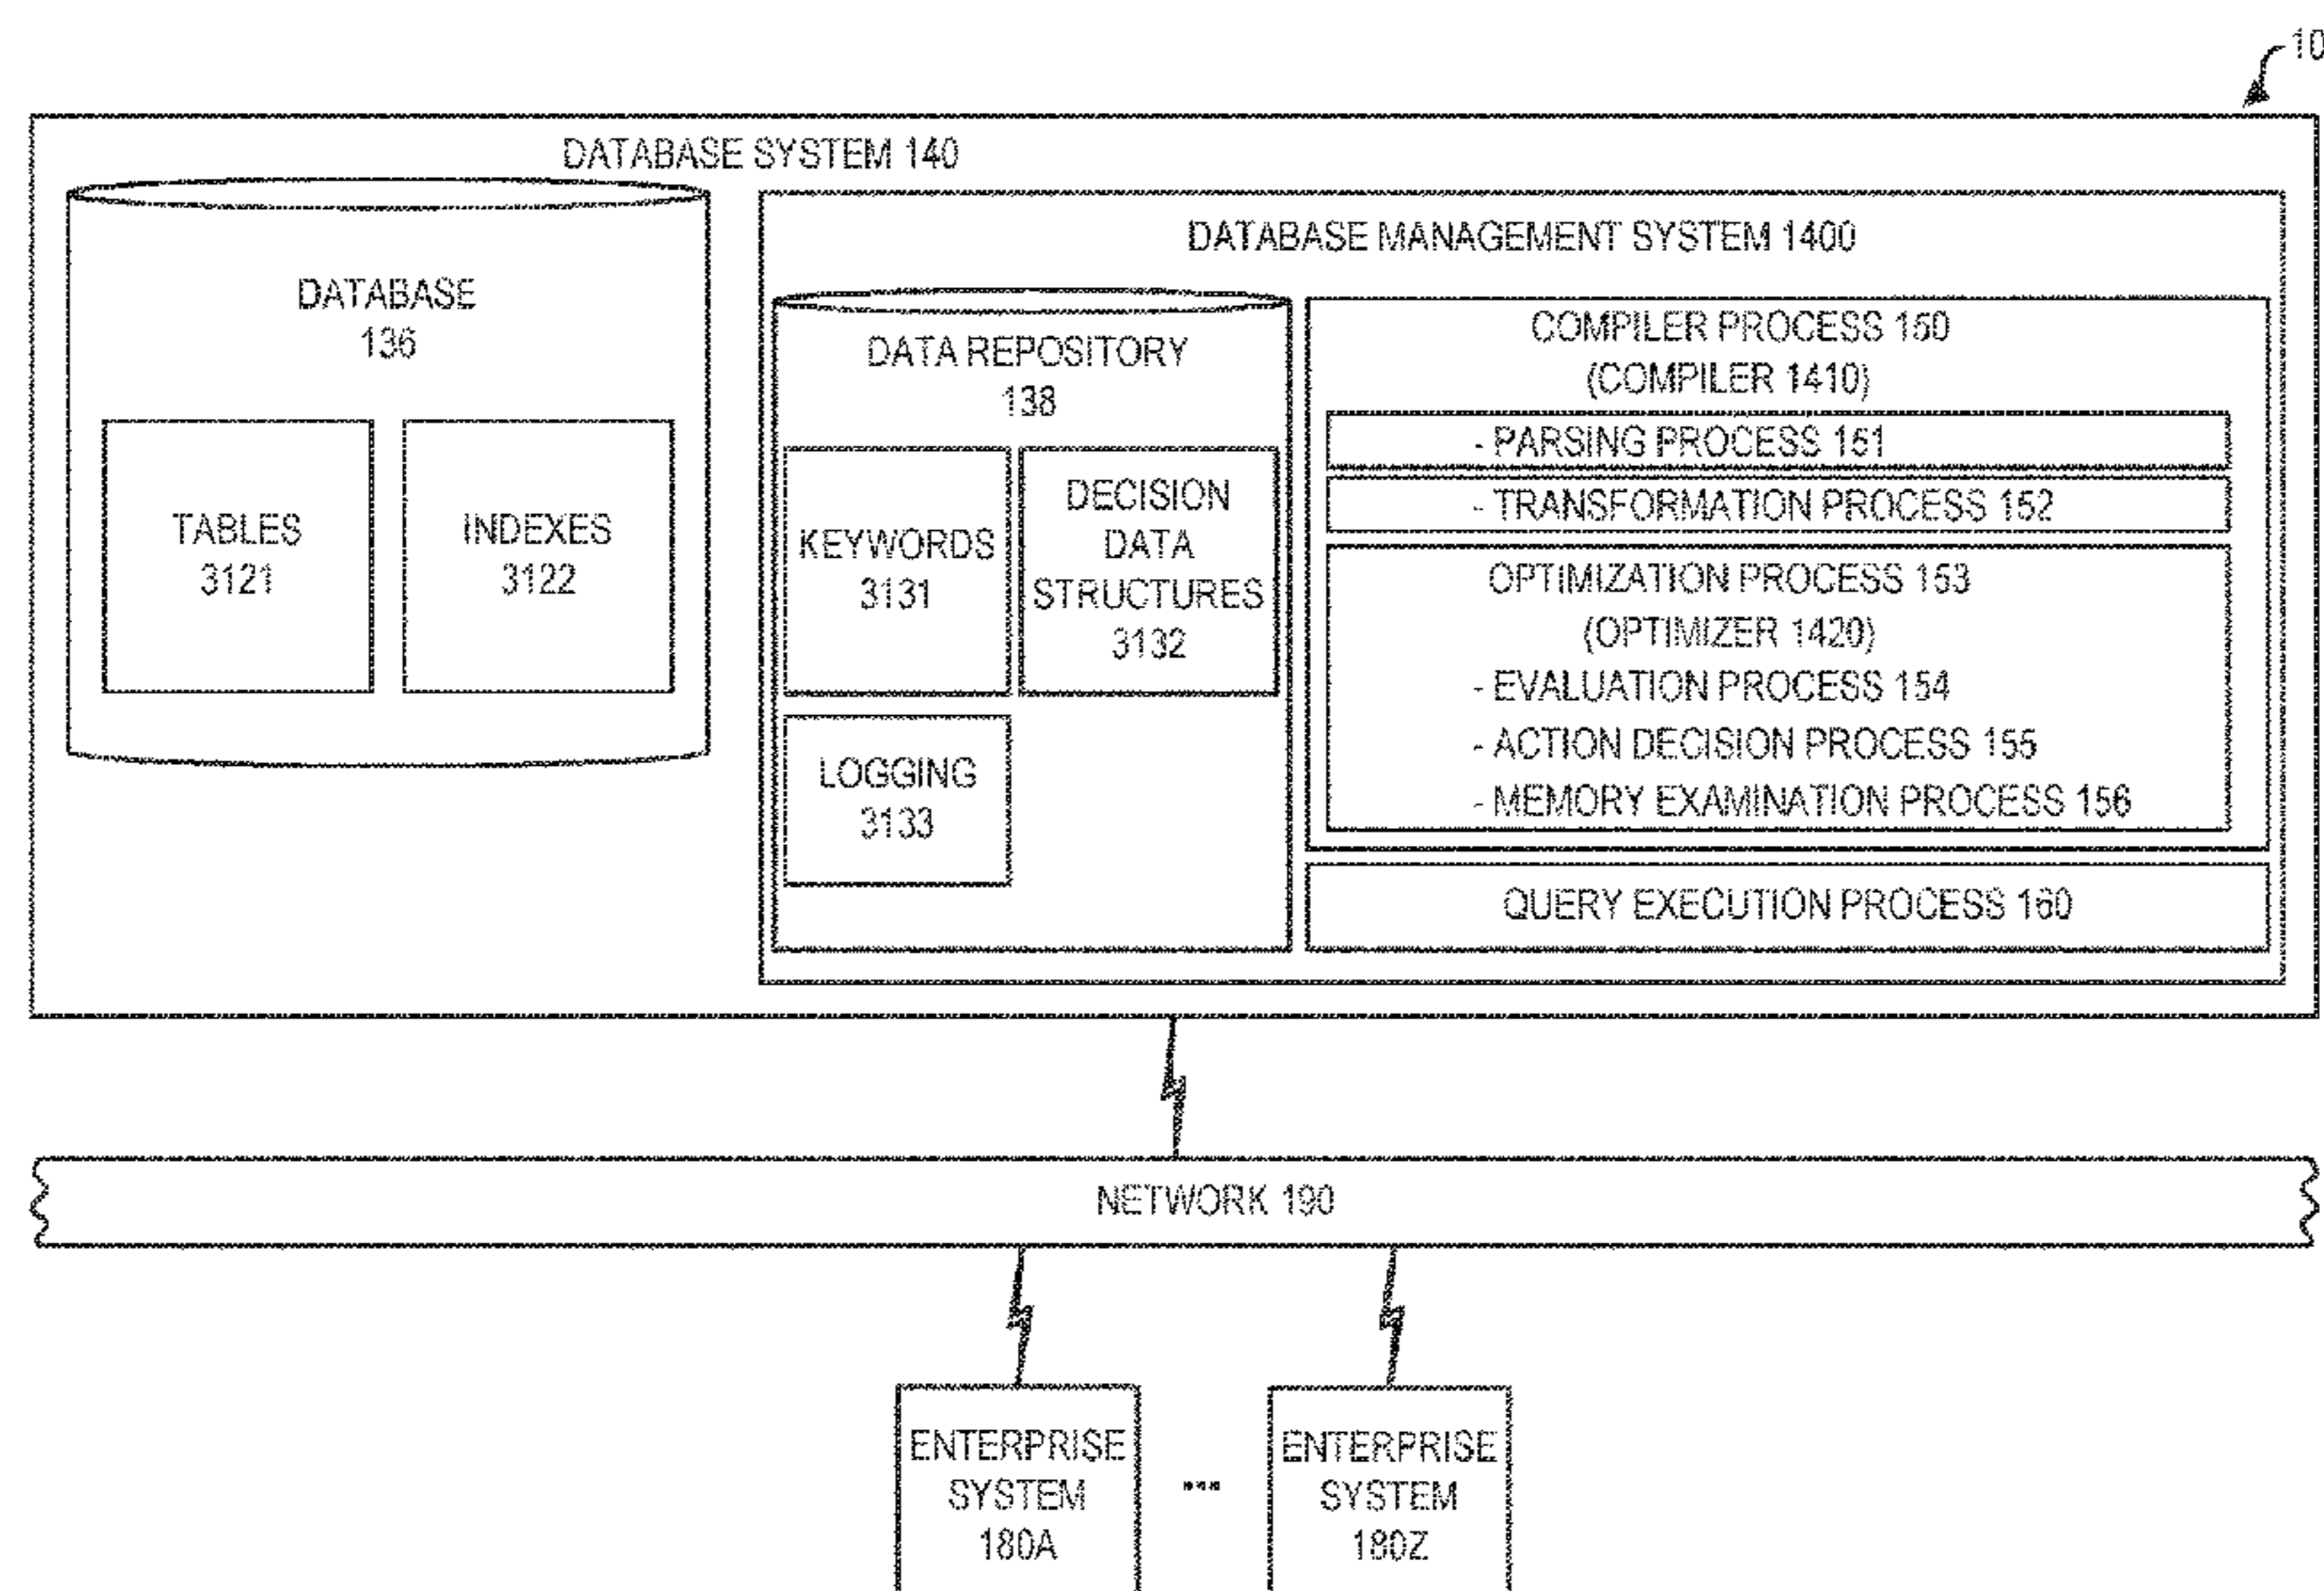 10
DATABASE SYSTEM 140
DATABASE
136
TABLES
3121
INDEXES
3122
DATABASE MANAGEMENT SYSTEM 1400
DATA REPOSITORY
138
KEYWORDS
3131
DECISION
DATA
STRUCTURES
3132
LOGGING
3133
COMPILER PROCESS 150
(COMPILER 1410)
- PARSING PROCESS 151
- TRANSFORMATION PROCESS 152
OPTIMIZATION PROCESS 153
(OPTIMIZER 1420)
- EVALUATION PROCESS 154
- ACTION DECISION PROCESS 155
- MEMORY EXAMINATION PROCESS 156
QUERY EXECUTION PROCESS 160
NETWORK 190
ENTERPRISE
SYSTEM
180A
...
ENTERPRISE
SYSTEM
180Z